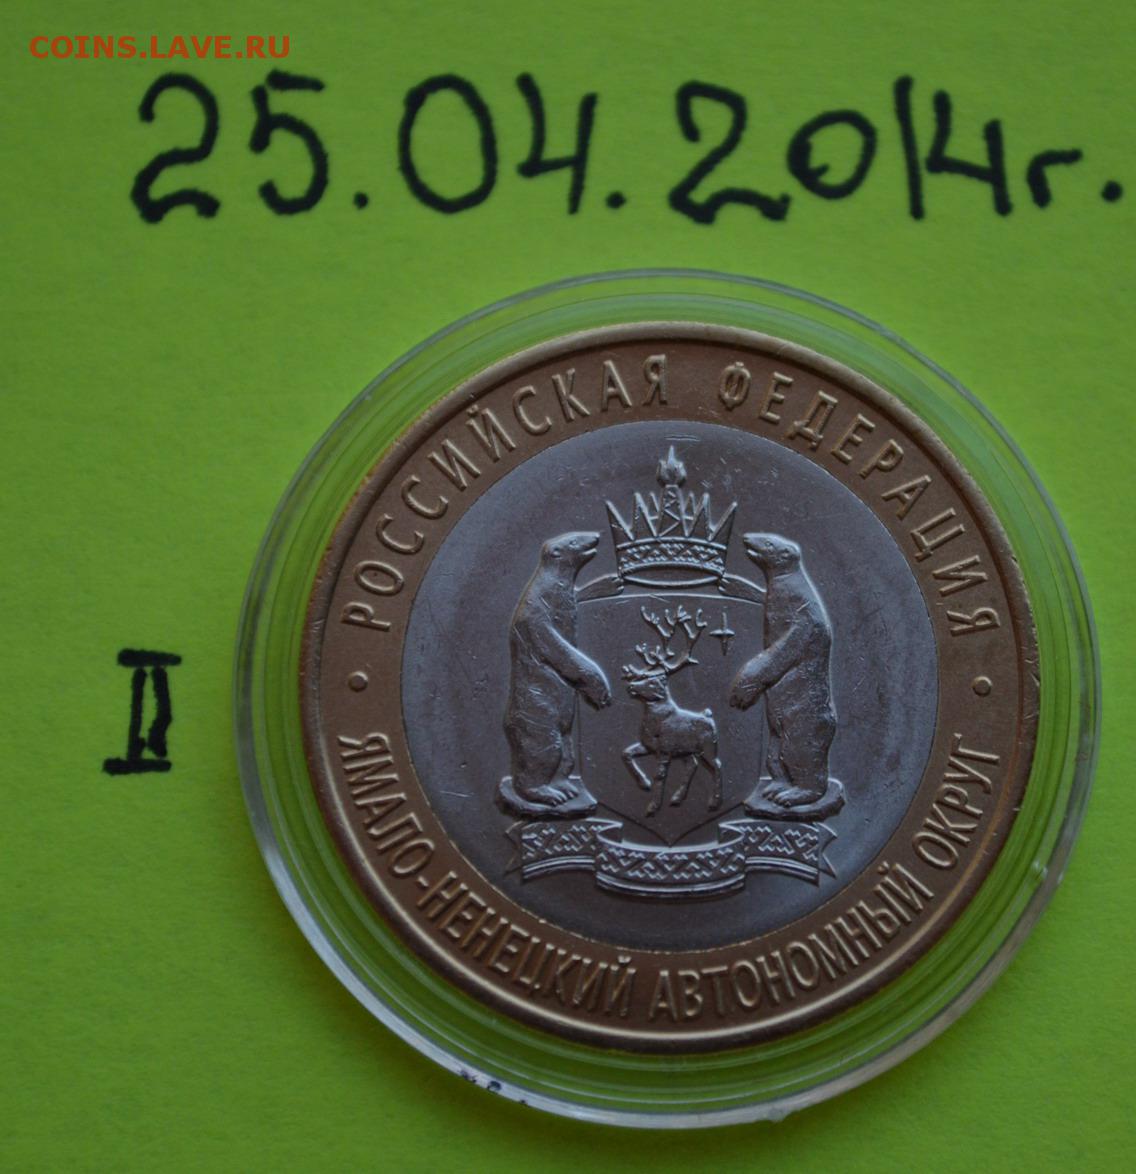 COINS.LAVE.RU
25.04.2014г.
РОССИЙСКАЯ ФЕДЕРАЦИЯ
II
ЯМАЛО-НЕНЕЦКИЙ АВТОНОМНЫЙ ОКРУГ